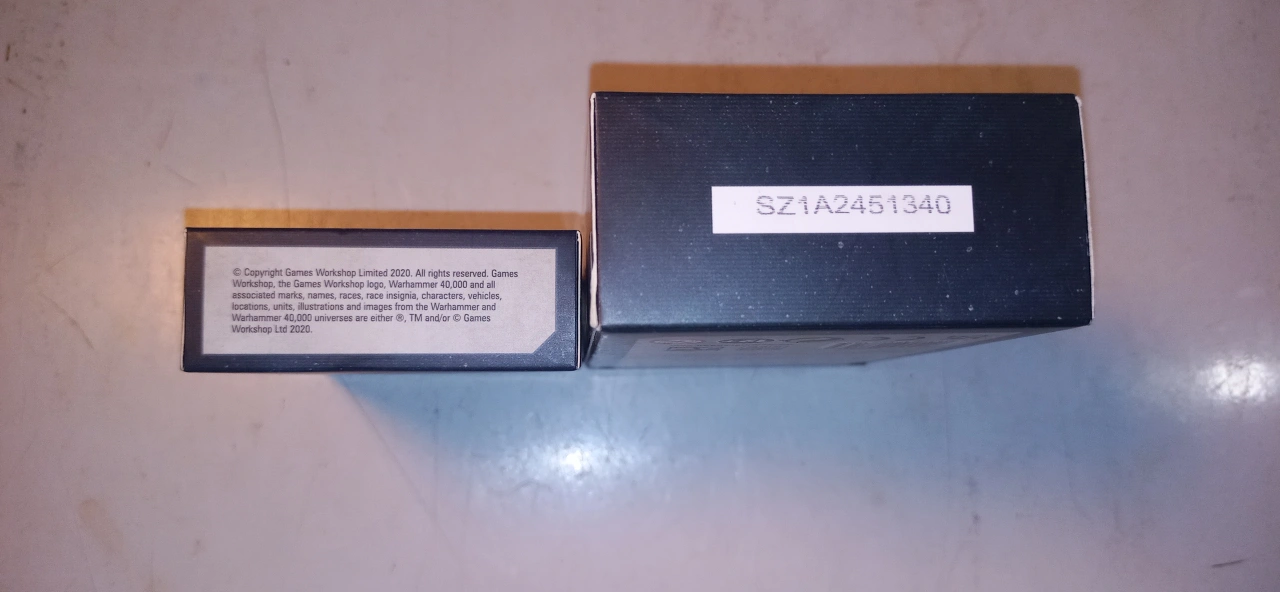 © Copyright Games Workshop Limited 2020. All rights reserved. Games
Workshop, the Games Workshop logo, Warhammer 40,000 and all
associated marks, names, races, race insignia, characters, vehicles,
locations, units, illustrations and images from the Warhammer and
Warhammer 40,000 universes are either ®, TM and/or © Games
Workshop Ltd 2020.
SZ1A2451340